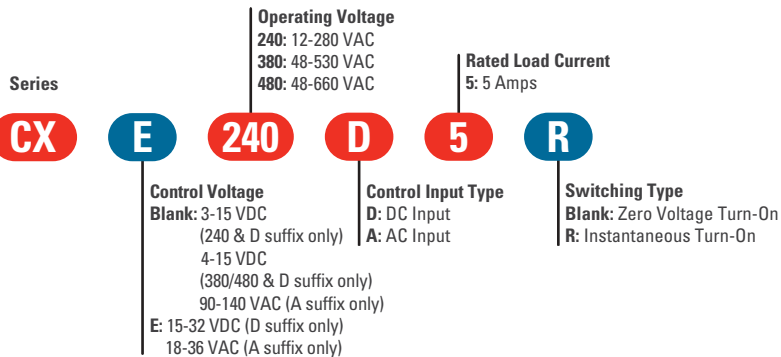 Operating Voltage
240: 12-280 VAC
380: 48-530 VAC
480: 48-660 VAC
Rated Load Current
5: 5 Amps
Series
CX E 240 D 5 R
Control Voltage
Blank: 3-15 VDC
(240 & D suffix only)
4-15 VDC
(380/480 & D suffix only)
90-140 VAC (A suffix only)
E: 15-32 VDC (D suffix only)
18-36 VAC (A suffix only)
Control Input Type
D: DC Input
A: AC Input
Switching Type
Blank: Zero Voltage Turn-On
R: Instantaneous Turn-On